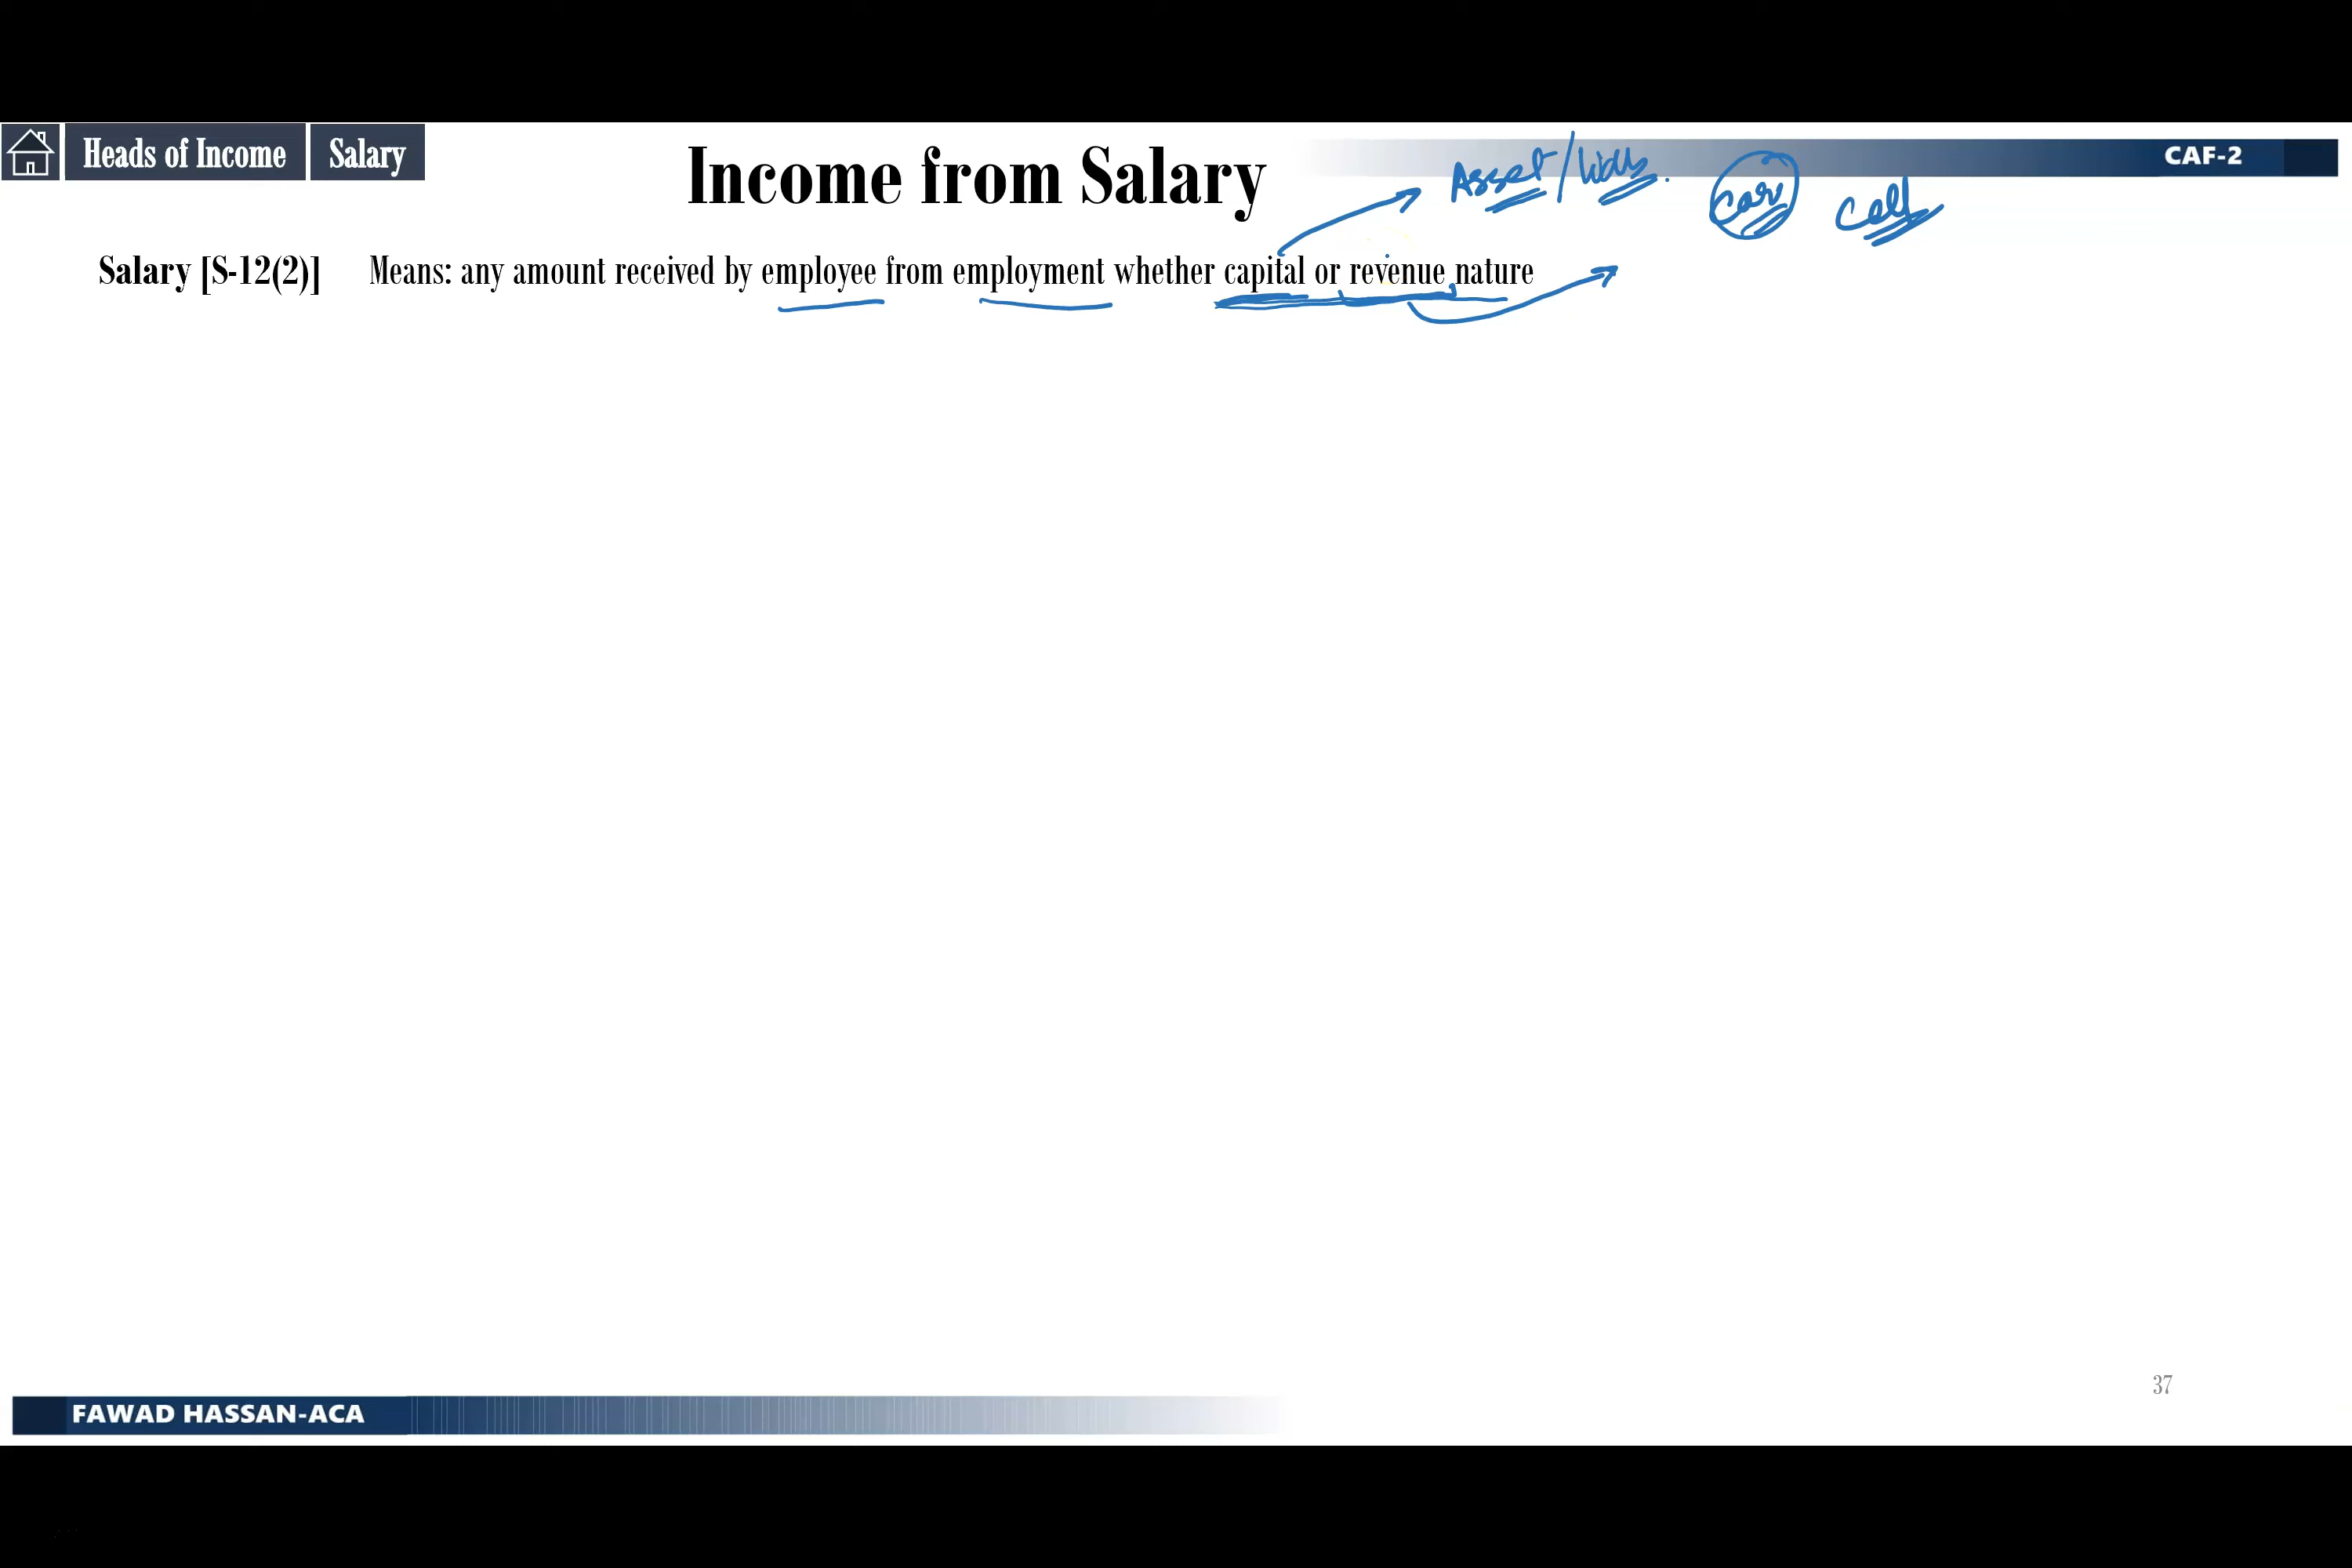 Heads of Income Salary
Income from Salary
CAF-2
Asset /
Car Cell
Salary [S-12(2)] Means: any amount received by employee from employment whether capital or revenue nature
37
FAWAD HASSAN-ACA